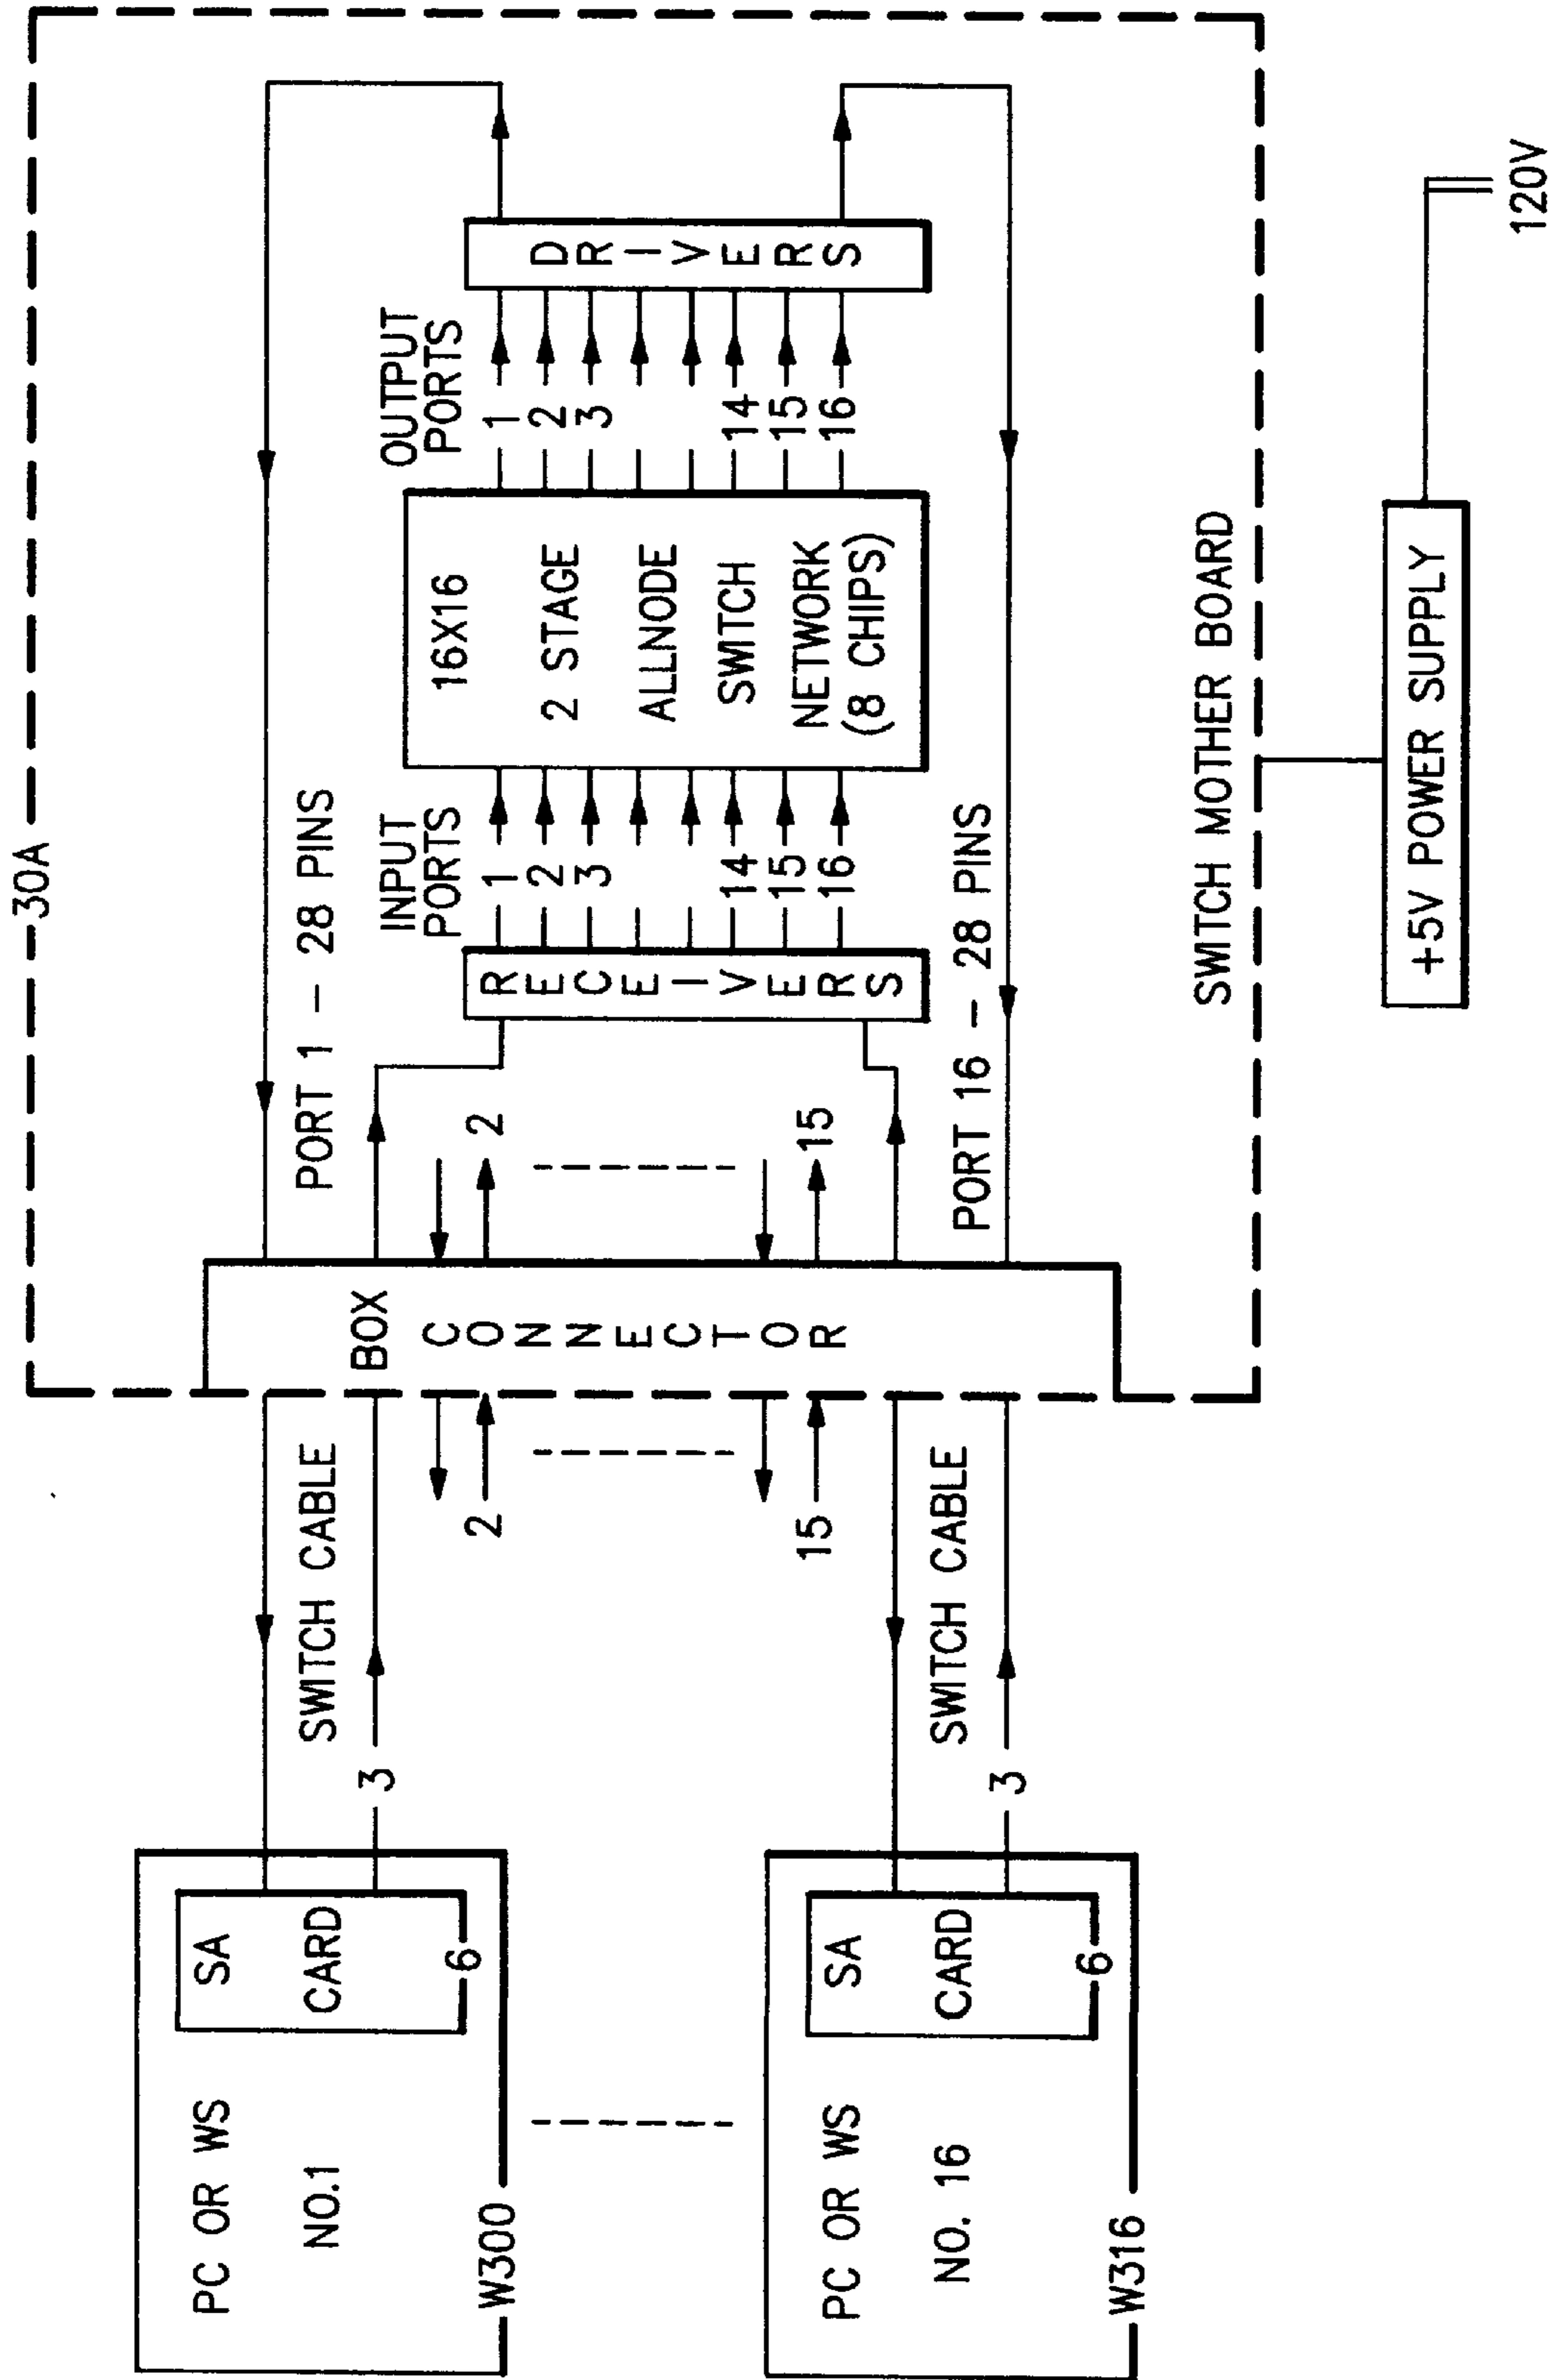 30A
PC OR WS
NO.1
W300
SA
CARD
6
SWITCH CABLE
3
2
15
PC OR WS
NO. 16
W316
SA
CARD
6
SWITCH CABLE
3
BOX
CONNECTOR
PORT 1 - 28 PINS
2
15
PORT 16 - 28 PINS
RECEIVERS
INPUT
PORTS
1
2
3
14
15
16
16X16
2 STAGE
ALLNODE
SWITCH
NETWORK
(8 CHIPS)
OUTPUT
PORTS
1
2
3
14
15
16
DRIVERS
SWITCH MOTHER BOARD
+5V POWER SUPPLY
120V